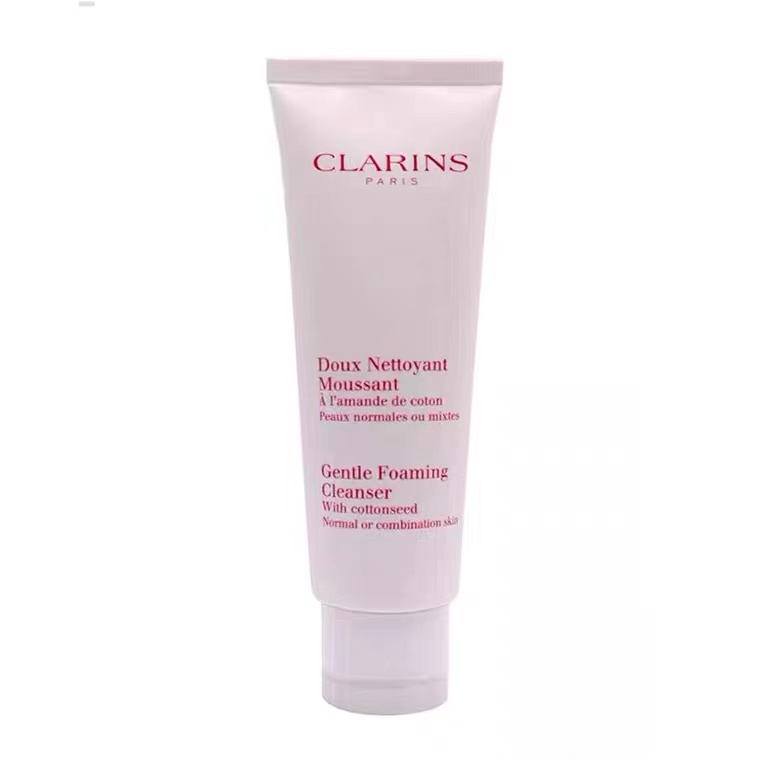 CLARINS
PARIS
Doux Nettoyant
Moussant
À l'amande de coton
Peaux normales ou mixtes
Gentle Foaming
Cleanser
With cottonseed
Normal or combination skin